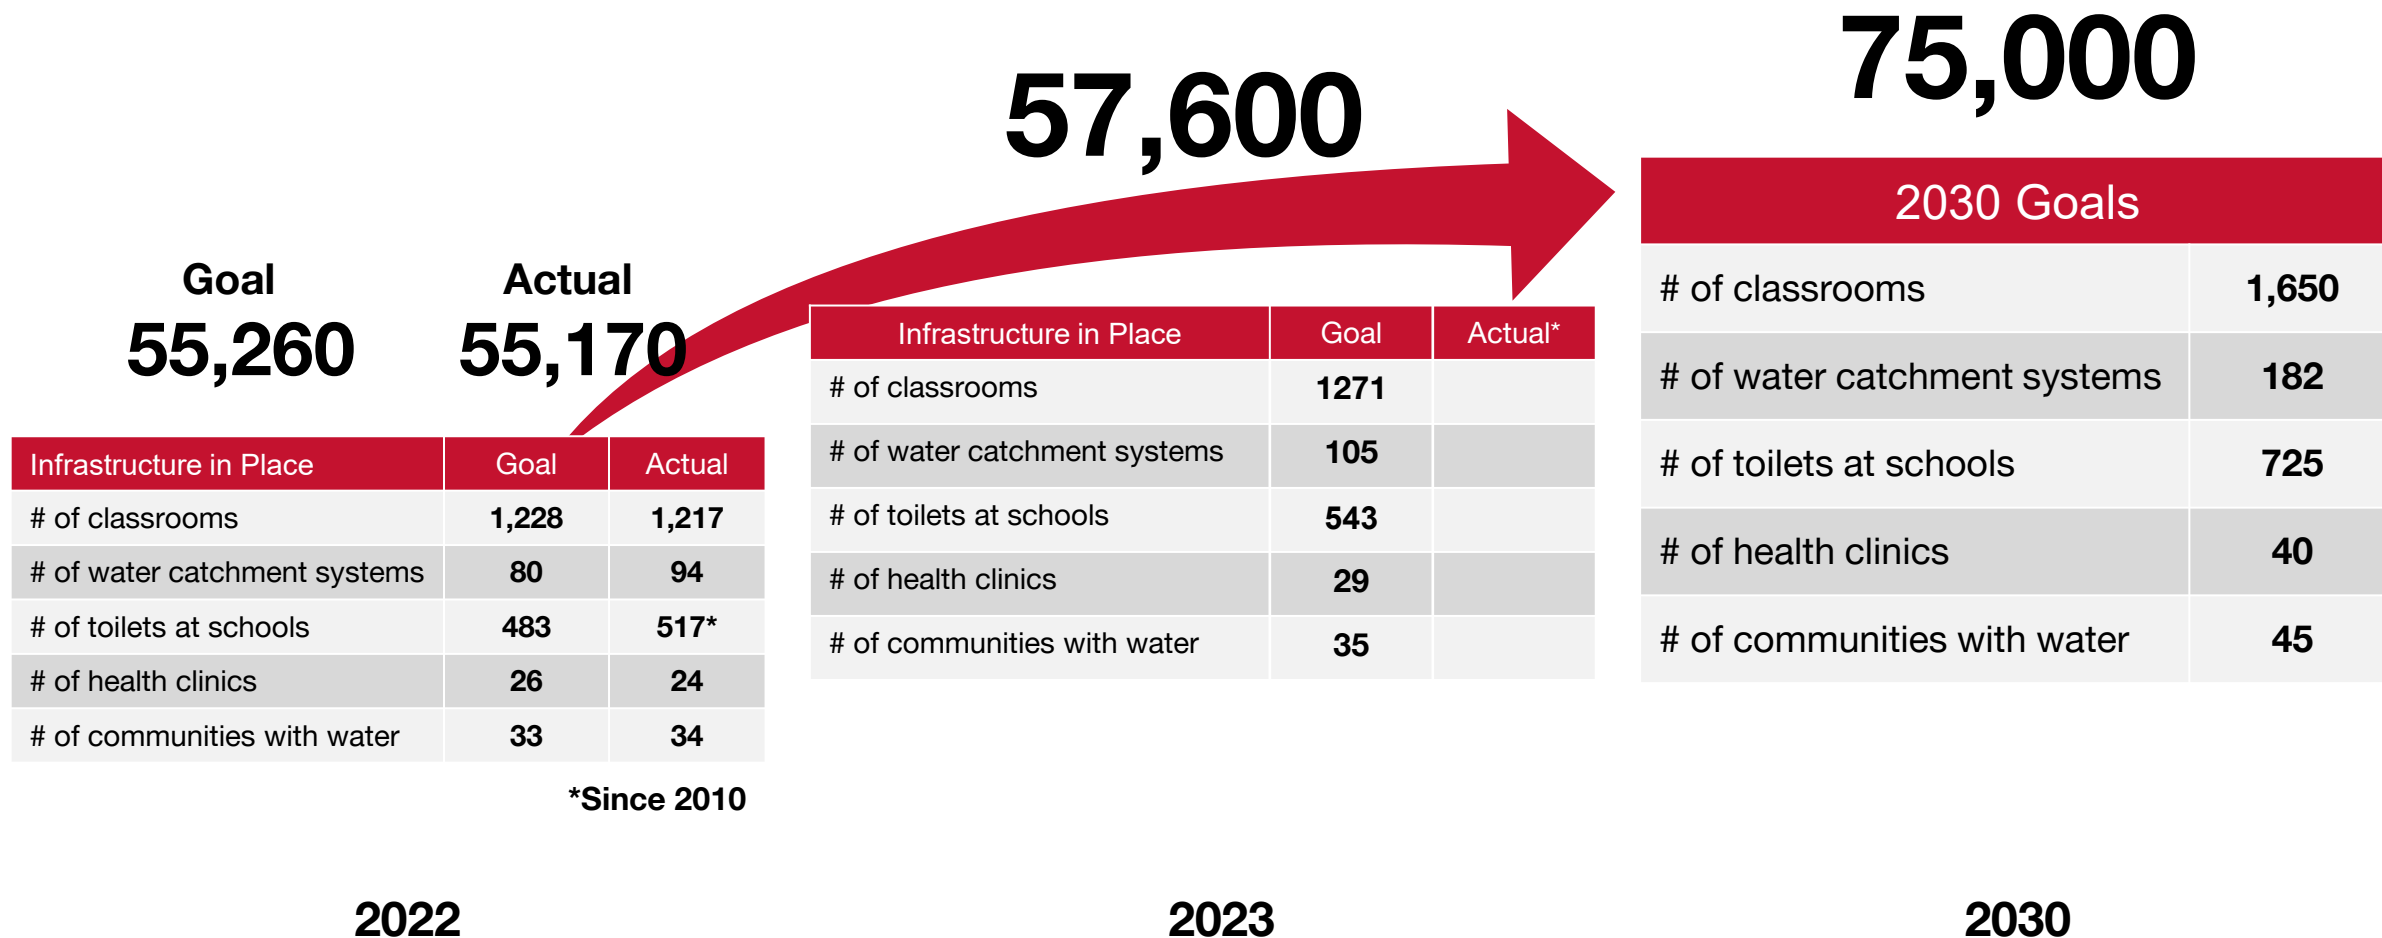 75,000
57,600
2030 Goals
# of classrooms 1,650
# of water catchment systems 182
# of toilets at schools 725
# of health clinics 40
# of communities with water 45
Goal Actual
55,260 55,170
Infrastructure in Place Goal Actual*
# of classrooms 1271
# of water catchment systems 105
# of toilets at schools 543
# of health clinics 29
# of communities with water 35
Infrastructure in Place Goal Actual
# of classrooms 1,228 1,217
# of water catchment systems 80 94
# of toilets at schools 483 517*
# of health clinics 26 24
# of communities with water 33 34
*Since 2010
2022 2023 2030